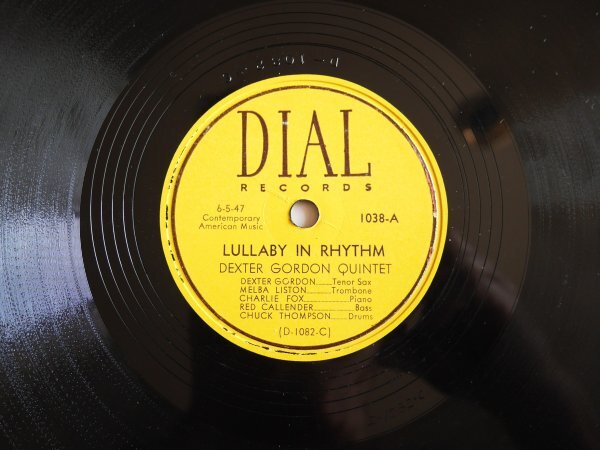 DIAL
RECORDS
6-5-47
Contemporary
American Music
1038-A
LULLABY IN RHYTHM
DEXTER GORDON QUINTET
DEXTER GORDON........Tenor Sax
MELBA LISTON..........Trombone
CHARLIE FOX...............Piano
RED CALLENDER...............Bass
CHUCK THOMPSON......Drums
(D-1082-C)